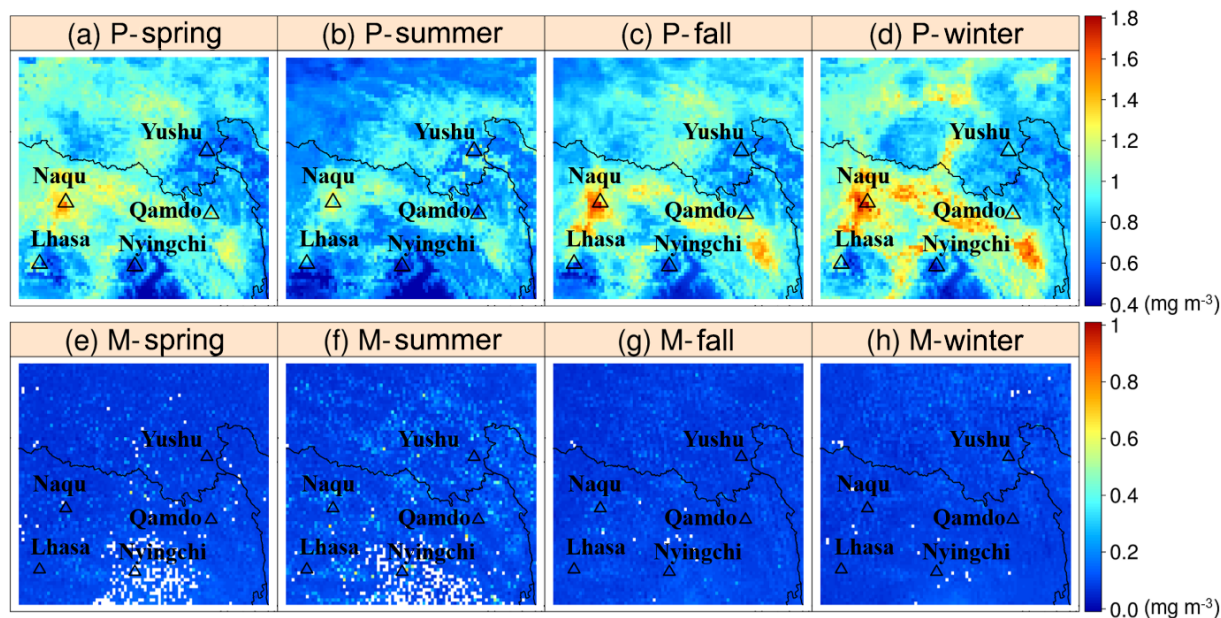 (a) P-spring
(b) P-summer
(c) P-fall
(d) P-winter
1.8
1.6
1.4
1.2
1.0
0.8
0.6
0.4 (mg m⁻³)
Yushu
Naqu
Qamdo
Lhasa
Nyingchi
Yushu
Naqu
Qamdo
Lhasa
Nyingchi
Yushu
Naqu
Qamdo
Lhasa
Nyingchi
Yushu
Naqu
Qamdo
Lhasa
Nyingchi
(e) M-spring
(f) M-summer
(g) M-fall
(h) M-winter
1
0.8
0.6
0.4
0.2
0.0 (mg m⁻³)
Yushu
Naqu
Qamdo
Lhasa
Nyingchi
Yushu
Naqu
Qamdo
Lhasa
Nyingchi
Yushu
Naqu
Qamdo
Lhasa
Nyingchi
Yushu
Naqu
Qamdo
Lhasa
Nyingchi